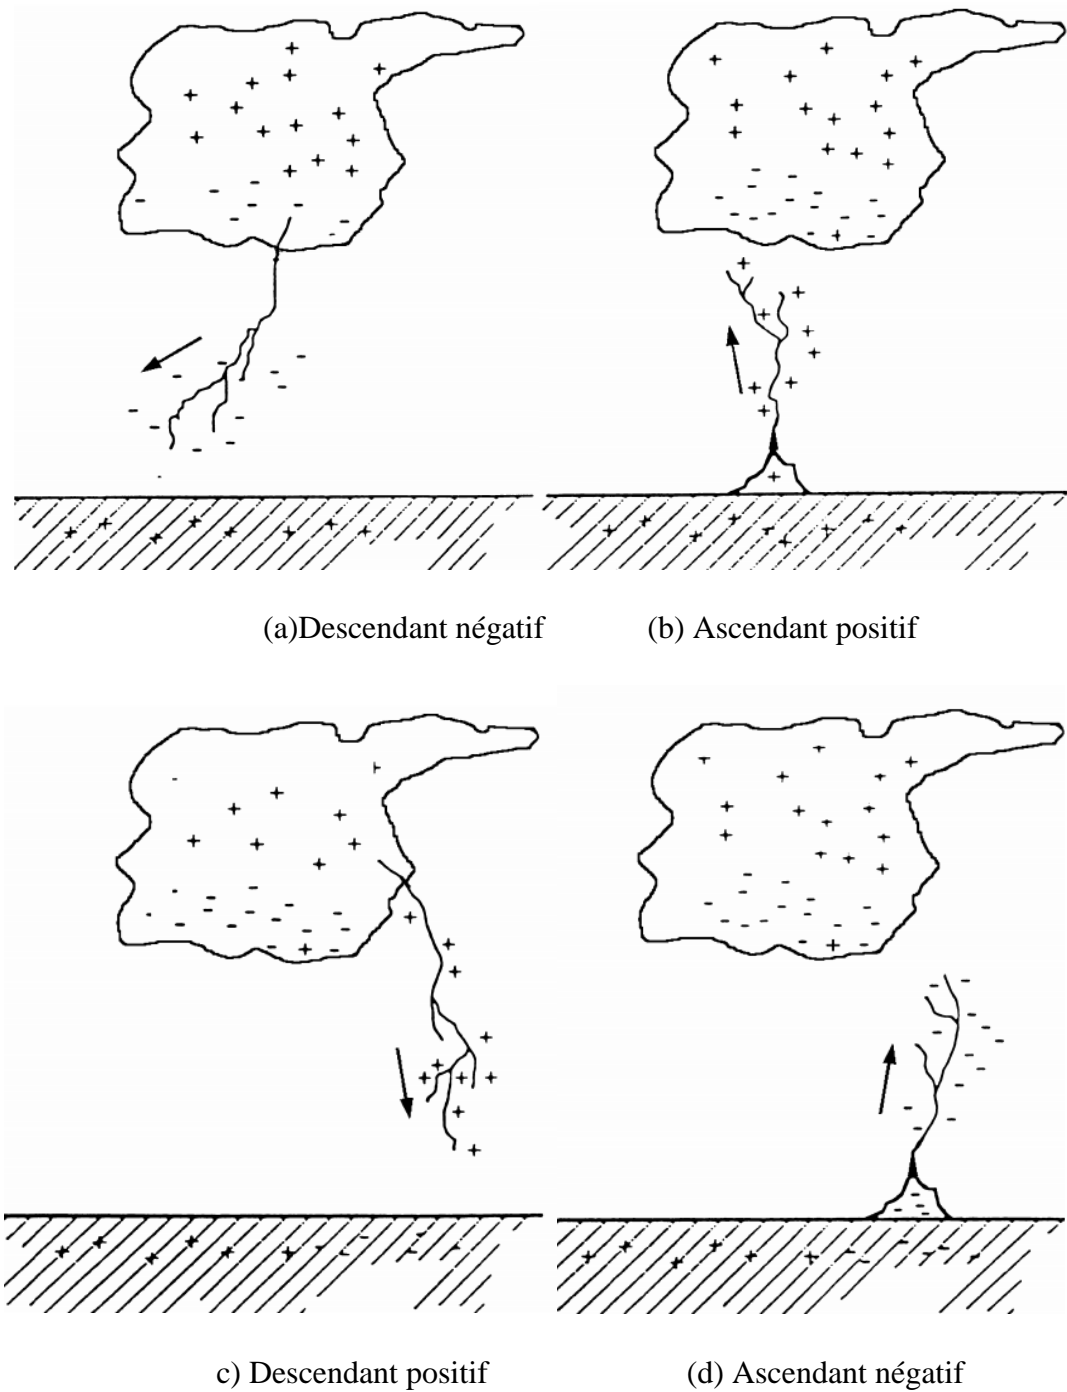 (a)Descendant négatif
(b) Ascendant positif
c) Descendant positif
(d) Ascendant négatif